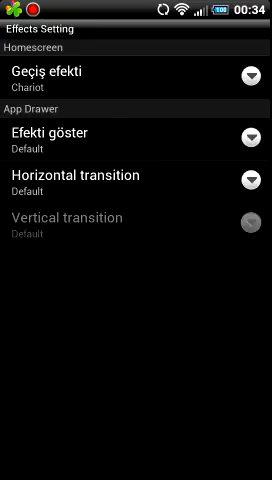 00:34
Effects Setting
Homescreen
Geçiş efekti
Chariot
App Drawer
Efekti göster
Default
Horizontal transition
Default
Vertical transition
Default